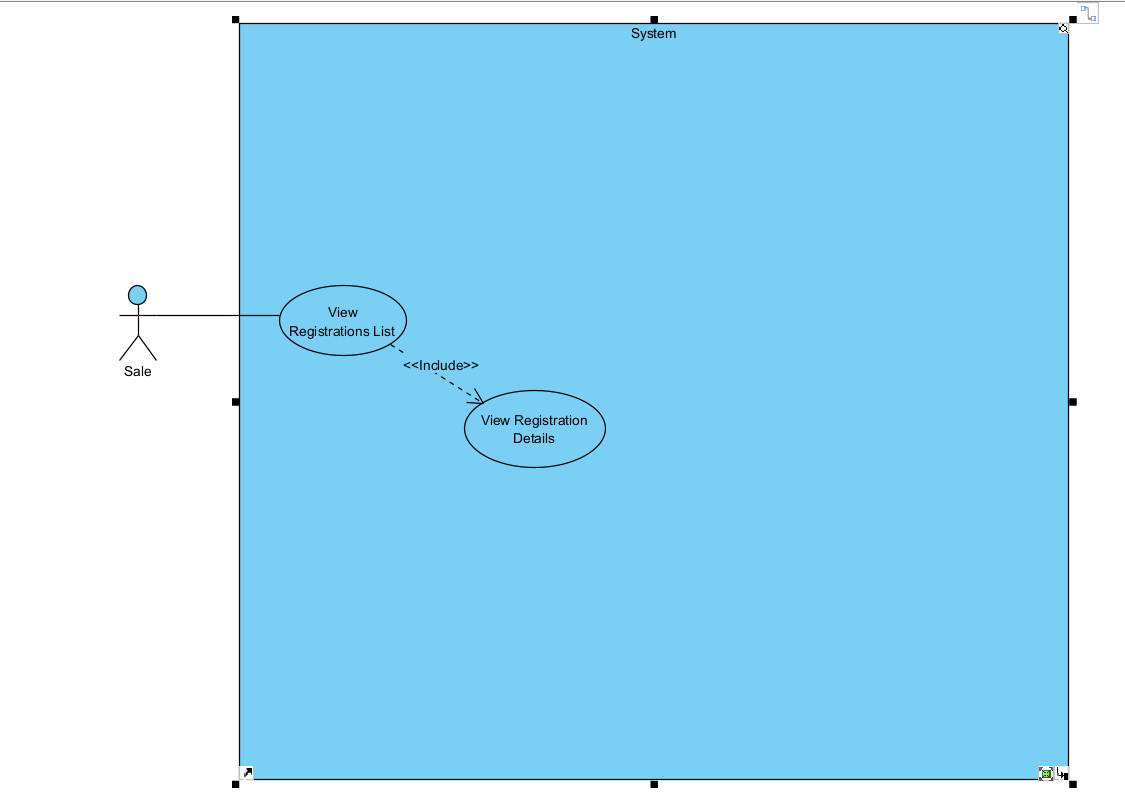 System
View
Registrations List
Sale
<<Include>>
View Registration
Details